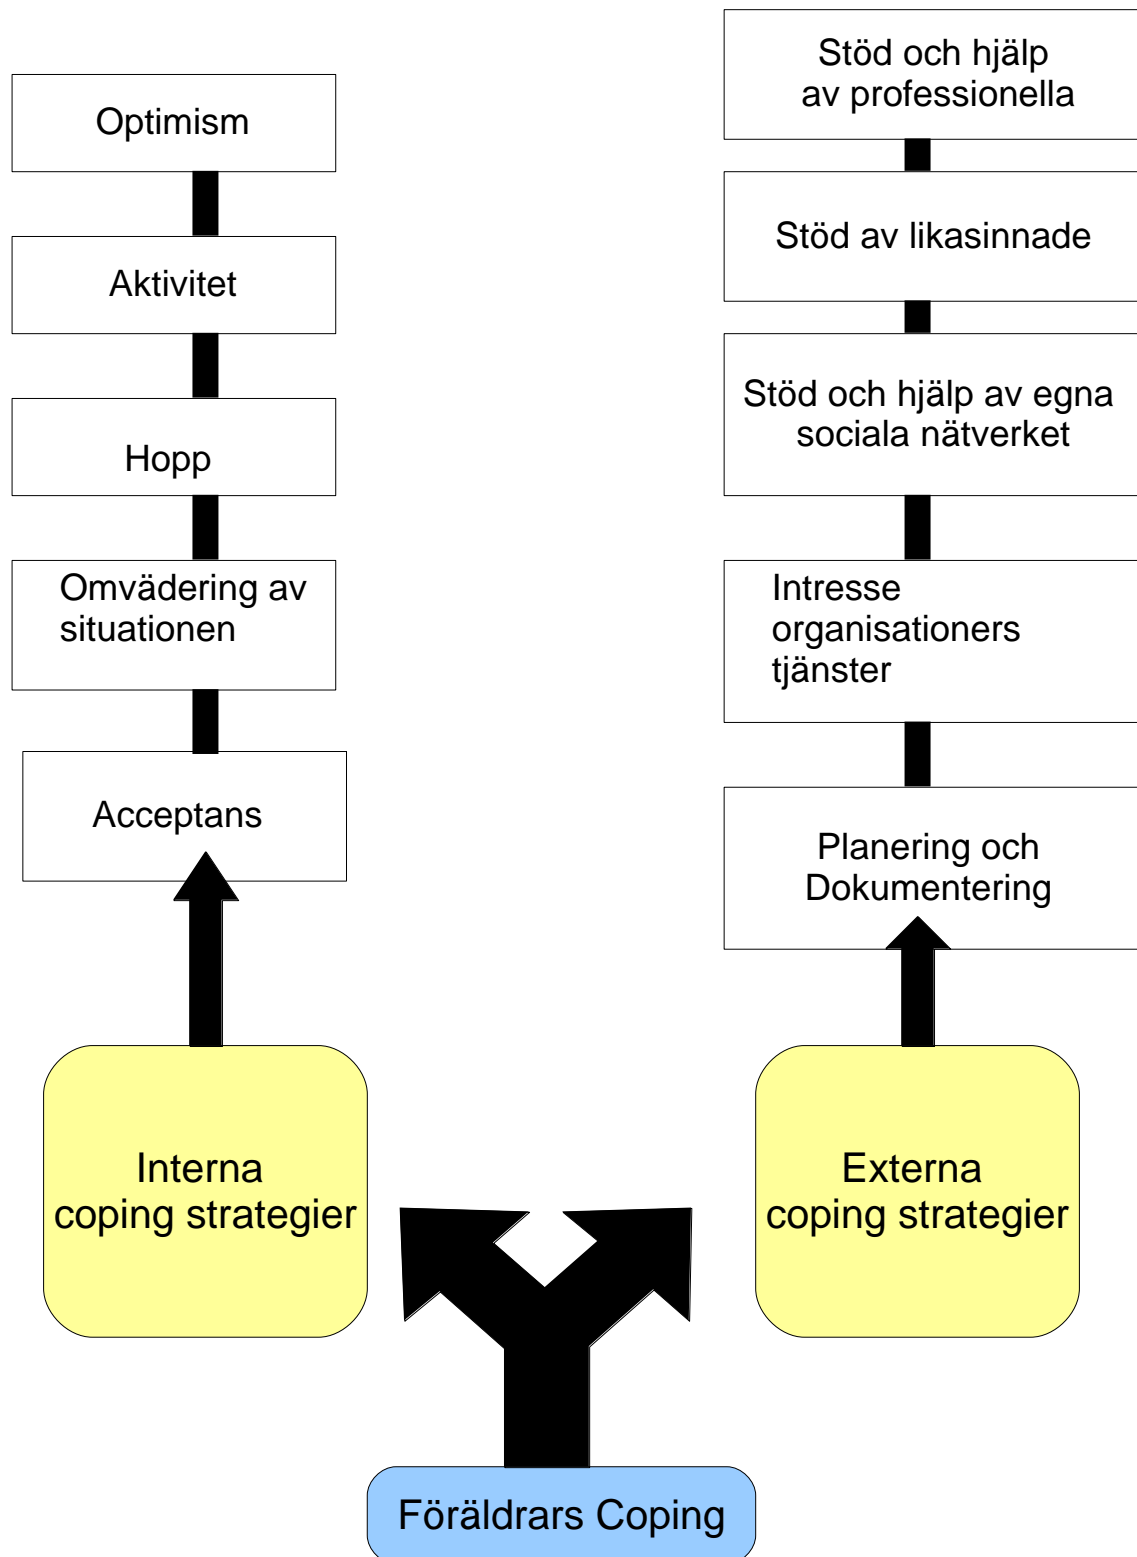 Optimism
Aktivitet
Hopp
Omvädering av
situationen
Acceptans
Interna
coping strategier
Stöd och hjälp
av professionella
Stöd av likasinnade
Stöd och hjälp av egna
sociala nätverket
Intresse
organisationers
tjänster
Planering och
Dokumentering
Externa
coping strategier
Föräldrars Coping